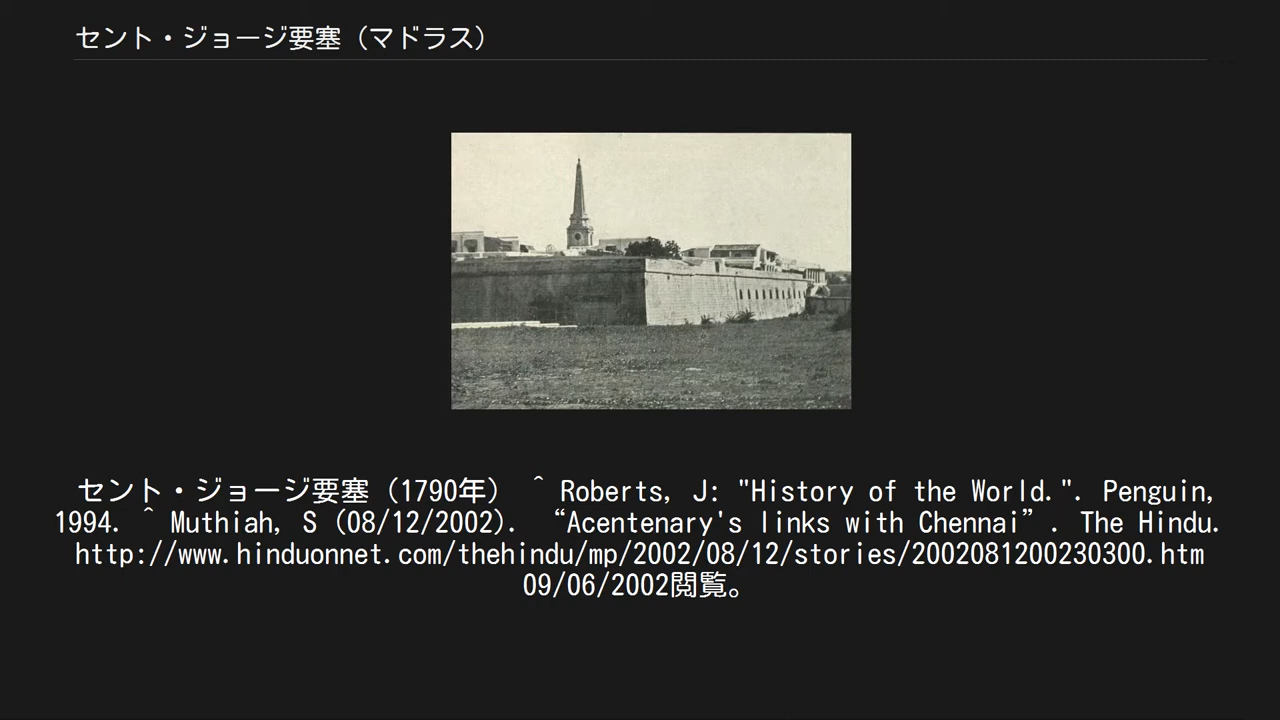 セント・ジョージ要塞（マドラス）
セント・ジョージ要塞（1790年） ^ Roberts, J: "History of the World.". Penguin,
1994. ^ Muthiah, S (08/12/2002). “Acentenary's links with Chennai”. The Hindu.
http://www.hinduonnet.com/thehindu/mp/2002/08/12/stories/2002081200230300.htm
09/06/2002閲覧。